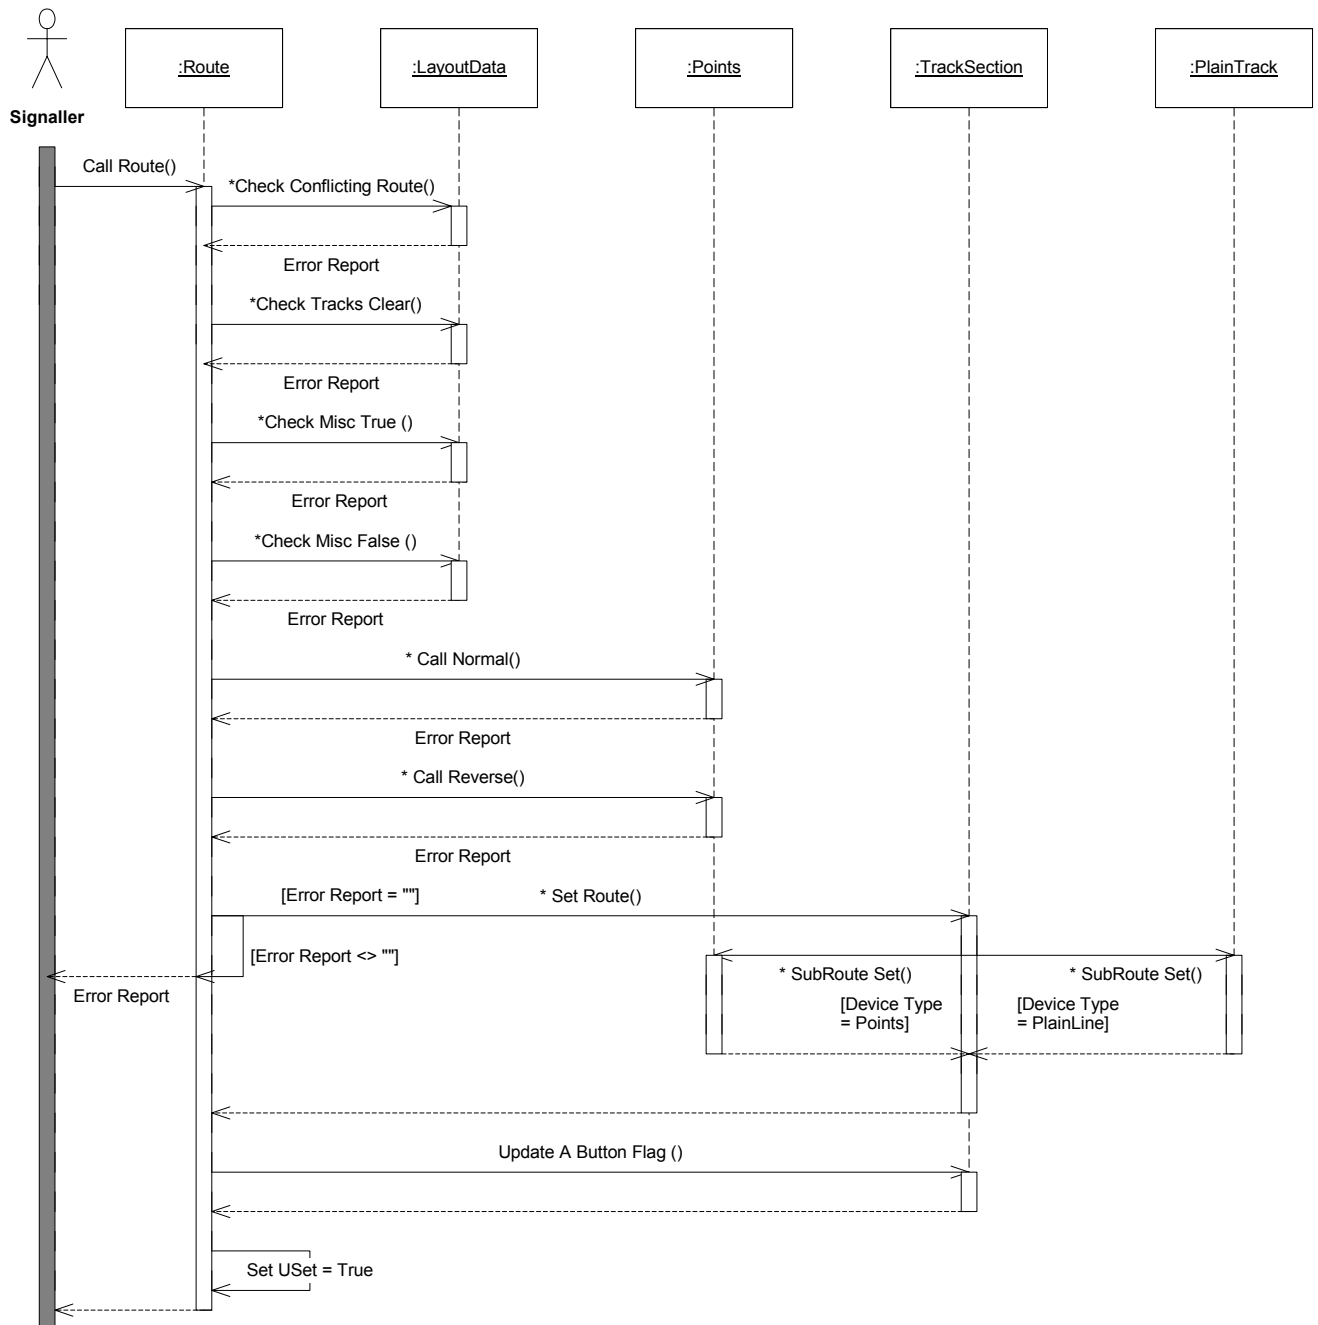 :Route
:LayoutData
:Points
:TrackSection
:PlainTrack
Signaller
Call Route()
*Check Conflicting Route()
Error Report
*Check Tracks Clear()
Error Report
*Check Misc True ()
Error Report
*Check Misc False ()
Error Report
* Call Normal()
Error Report
* Call Reverse()
Error Report
[Error Report = ""]
* Set Route()
[Error Report <> ""]
Error Report
* SubRoute Set()
* SubRoute Set()
[Device Type
= Points]
[Device Type
= PlainLine]
Update A Button Flag ()
Set USet = True